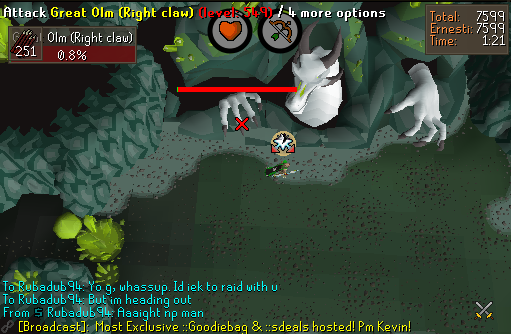 Attack Great Olm (Right claw) (level: 549) / 4 more options
Great Olm (Right claw)
251
0.8%
Total: 7599
Ernesti: 7599
Time: 1:21
To Rubadub94: Yo g, whassup. Id iek to raid with u
To Rubadub94: But im heading out
From S Rubadub94: Aaaight np man
[Broadcast]: Most Exclusive ::Goodiebag & ::sdeals hosted! Pm Kevin!